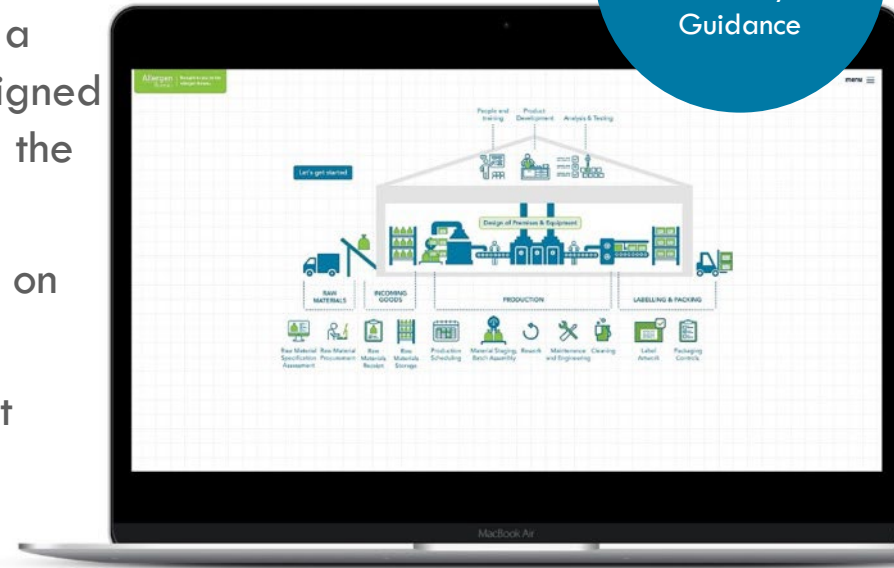 a
igned
the
on
t
Guidance
Allergen
menu
People and
training
Product
Development
Analysis & Testing
Let's get started
Design of Premises & Equipment
RAW
MATERIALS
INCOMING
GOODS
PRODUCTION
LABELLING & PACKING
Raw Material
Specification
Assessment
Raw Material
Procurement
Raw
Materials
Receipt
Raw
Materials
Storage
Production
Scheduling
Material Staging,
Batch Assembly
Rework
Maintenance
and Engineering
Cleaning
Label
Artwork
Packaging
Controls
MacBook Air